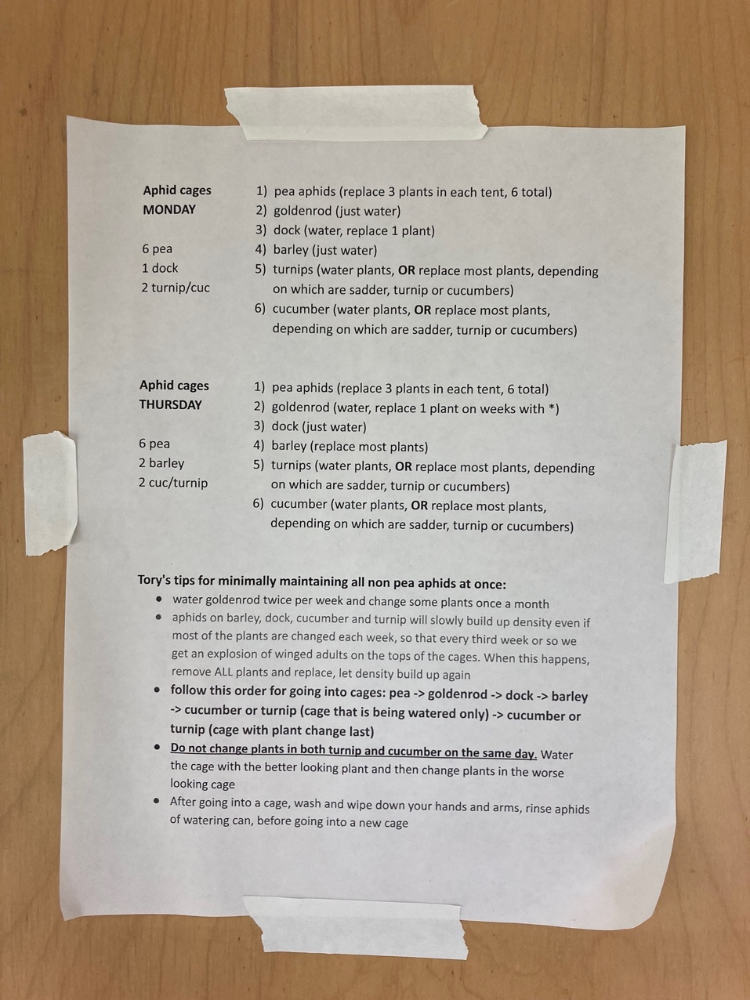 Aphid cages
MONDAY
6 pea
1 dock
2 turnip/cuc
1) pea aphids (replace 3 plants in each tent, 6 total)
2) goldenrod (just water)
3) dock (water, replace 1 plant)
4) barley (just water)
5) turnips (water plants, OR replace most plants, depending
on which are sadder, turnip or cucumbers)
6) cucumber (water plants, OR replace most plants,
depending on which are sadder, turnip or cucumbers)
Aphid cages
THURSDAY
6 pea
2 barley
2 cuc/turnip
1) pea aphids (replace 3 plants in each tent, 6 total)
2) goldenrod (water, replace 1 plant on weeks with *)
3) dock (just water)
4) barley (replace most plants)
5) turnips (water plants, OR replace most plants, depending
on which are sadder, turnip or cucumbers)
6) cucumber (water plants, OR replace most plants,
depending on which are sadder, turnip or cucumbers)
Tory's tips for minimally maintaining all non pea aphids at once:
• water goldenrod twice per week and change some plants once a month
• aphids on barley, dock, cucumber and turnip will slowly build up density even if
most of the plants are changed each week, so that every third week or so we
get an explosion of winged adults on the tops of the cages. When this happens,
remove ALL plants and replace, let density build up again
• follow this order for going into cages: pea -> goldenrod -> dock -> barley
-> cucumber or turnip (cage that is being watered only) -> cucumber or
turnip (cage with plant change last)
• Do not change plants in both turnip and cucumber on the same day. Water
the cage with the better looking plant and then change plants in the worse
looking cage
• After going into a cage, wash and wipe down your hands and arms, rinse aphids
of watering can, before going into a new cage